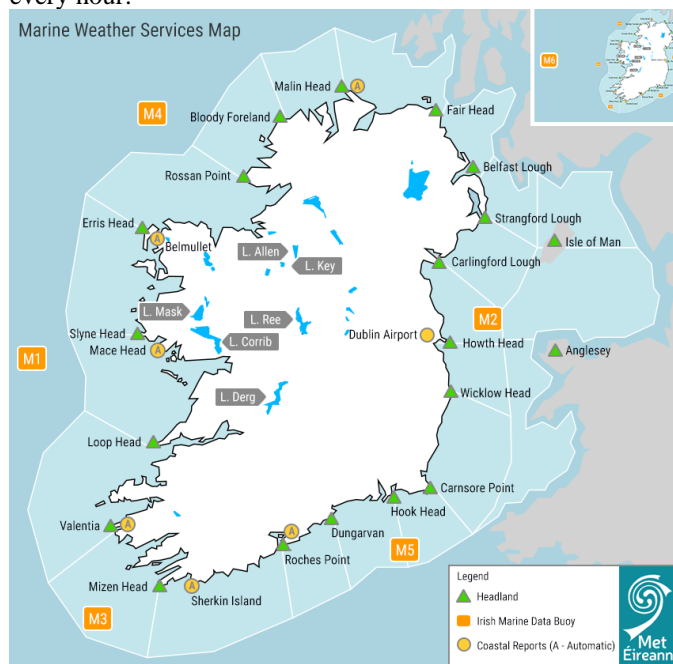 every hour.
Marine Weather Services Map
M6
Malin Head
A
M4
Bloody Foreland
Fair Head
Rossan Point
Belfast Lough
Erris Head
Strangford Lough
A
Belmullet
L. Allen
Isle of Man
L. Key
Carlingford Lough
L. Mask
L. Ree
M2
Slyne Head
Dublin Airport
L. Corrib
Howth Head
Mace Head
A
Anglesey
M1
L. Derg
Wicklow Head
Loop Head
Carnsore Point
Hook Head
Valentia
A
Dungarvan
A
M5
Roches Point
Mizen Head
A
Sherkin Island
M3
Legend
Headland
Irish Marine Data Buoy
A
Coastal Reports (A - Automatic)
Met
Éireann